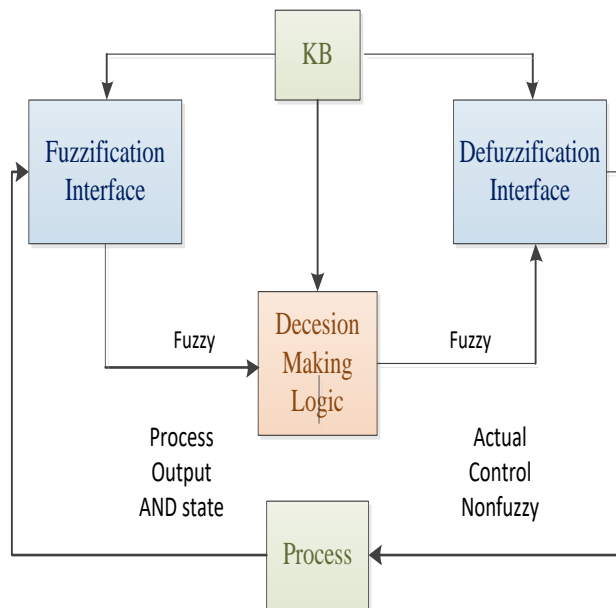 KB
Fuzzification
Interface
Defuzzification
Interface
Fuzzy
Decesion
Making
Logic
Fuzzy
Process
Output
AND state
Actual
Control
Nonfuzzy
Process